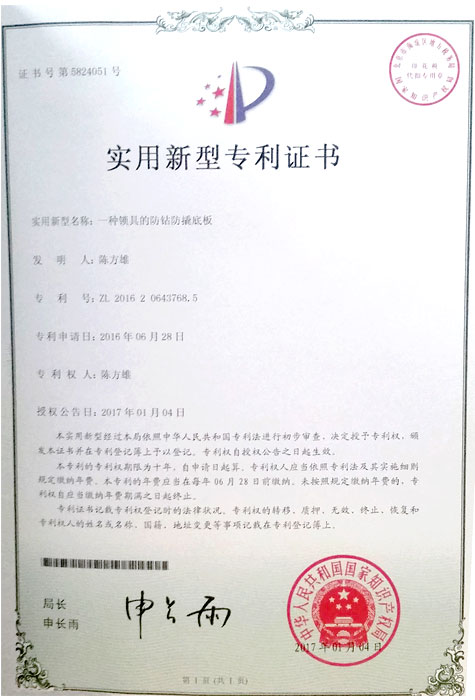 证书号第5824051号
印花税
代扣专用章
实用新型专利证书
实用新型名称：一种锁具的防钻防撬底板
发明人：陈方雄
专利号：ZL 2016 2 0643768.5
专利申请日：2016年06月28日
专利权人：陈方雄
授权公告日：2017年01月04日
本实用新型经过本局依照中华人民共和国专利法进行初步审查，决定授予专利权，颁
发本证书并在专利登记簿上予以登记。专利权自授权公告之日起生效。
本专利的专利权期限为十年，自申请日起算。专利权人应当依照专利法及其实施细则
规定缴纳年费。本专利的年费应当在每年06月28日前缴纳。未按照规定缴纳年费的，专
利权自应当缴纳年费期满之日起终止。
专利证书记载专利权登记时的法律状况。专利权的转移、质押、无效、终止、恢复和
专利权人的姓名或名称、国籍、地址变更等事项记载在专利登记簿上。
局长
申长雨
申长雨
中华人民共和国国家知识产权局
2017年01月04日
第1页(共1页)